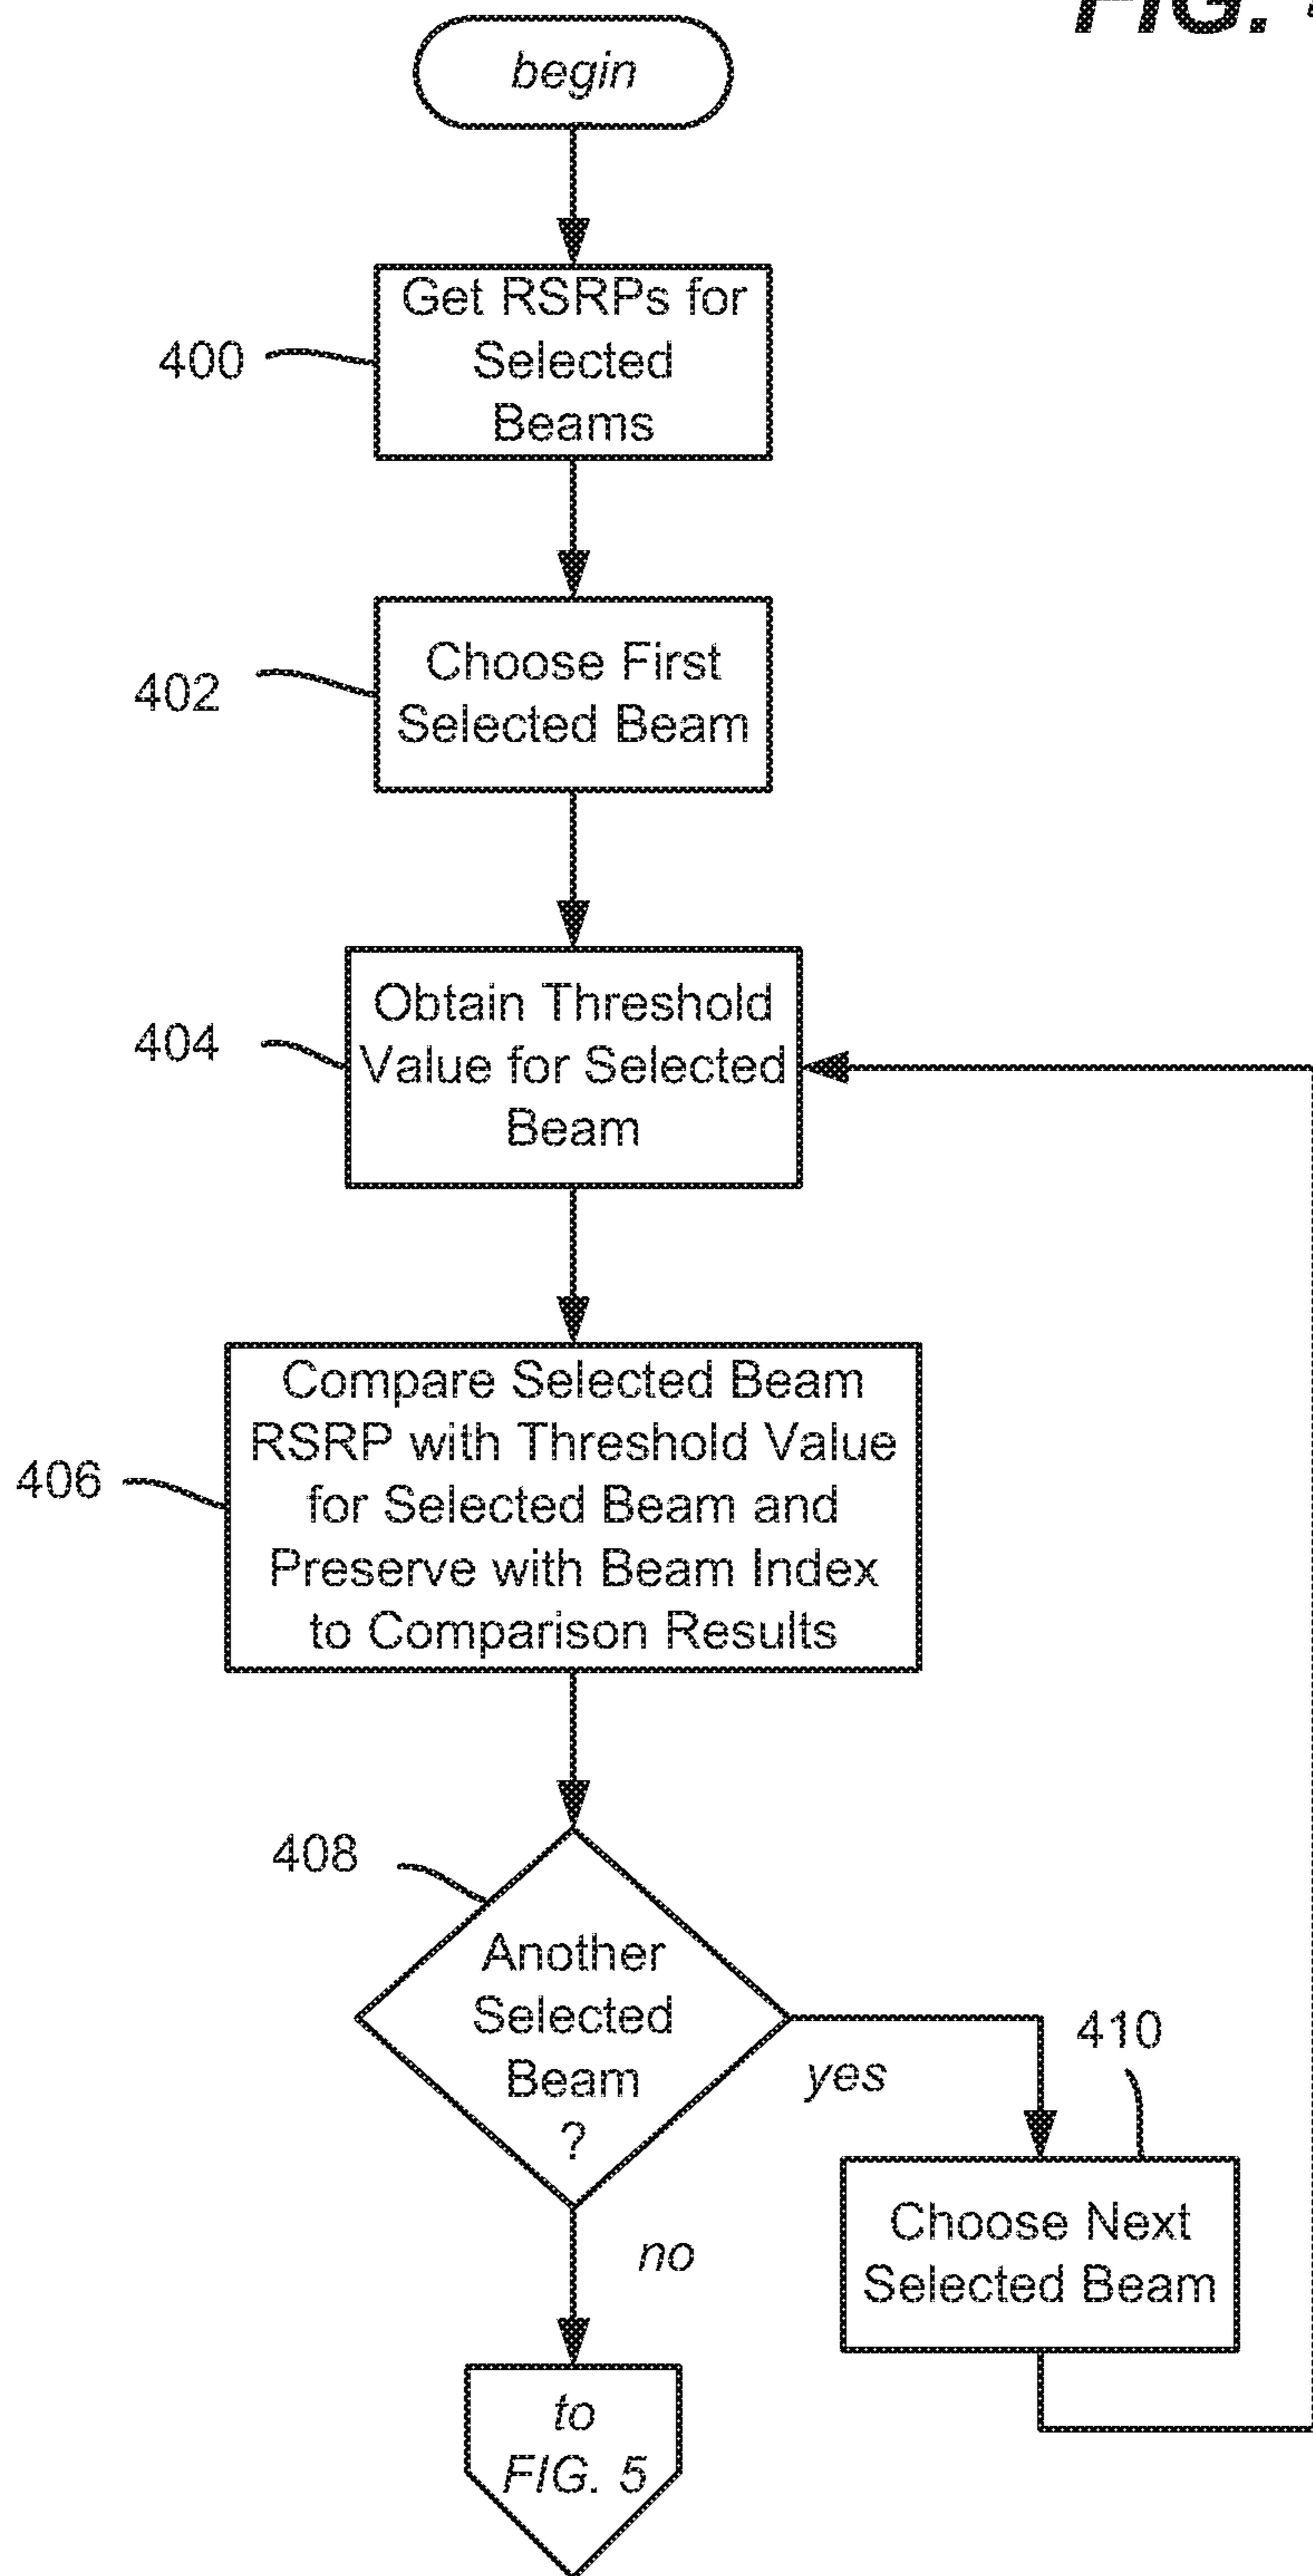 FIG.
begin
Get RSRPs for
Selected
Beams
400
Choose First
Selected Beam
402
Obtain Threshold
Value for Selected
Beam
404
Compare Selected Beam
RSRP with Threshold Value
for Selected Beam and
Preserve with Beam Index
to Comparison Results
406
408
Another
Selected
Beam
?
yes
410
no
Choose Next
Selected Beam
to
FIG. 5